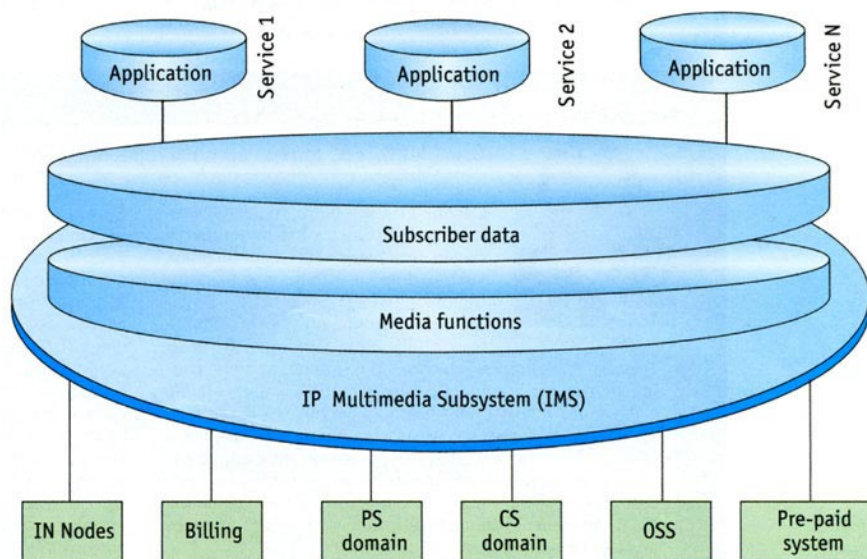 Application
Service 1
Application
Service 2
Application
Service N
Subscriber data
Media functions
IP Multimedia Subsystem (IMS)
IN Nodes
Billing
PS
domain
CS
domain
OSS
Pre-paid
system